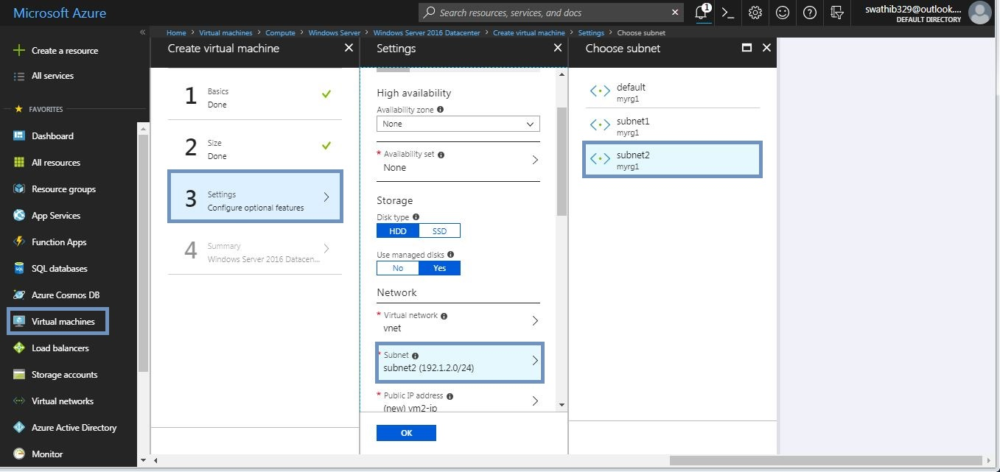 Microsoft Azure
Search resources, services, and docs
1
swathib329@outlook....
DEFAULT DIRECTORY
Home > Virtual machines > Compute > Windows Server > Windows Server 2016 Datacenter > Create virtual machine > Settings > Choose subnet
Create a resource
All services
FAVORITES
Dashboard
All resources
Resource groups
App Services
Function Apps
SQL databases
Azure Cosmos DB
Virtual machines
Load balancers
Storage accounts
Virtual networks
Azure Active Directory
Monitor
Create virtual machine
1
Basics
Done
2
Size
Done
3
Settings
Configure optional features
4
Summary
Windows Server 2016 Datacen...
Settings
High availability
Availability zone
None
* Availability set
None
Storage
Disk type
HDD SSD
Use managed disks
No Yes
Network
* Virtual network
vnet
* Subnet
subnet2 (192.1.2.0/24)
* Public IP address
(new) vm2-ip
OK
Choose subnet
default
myrg1
subnet1
myrg1
subnet2
myrg1